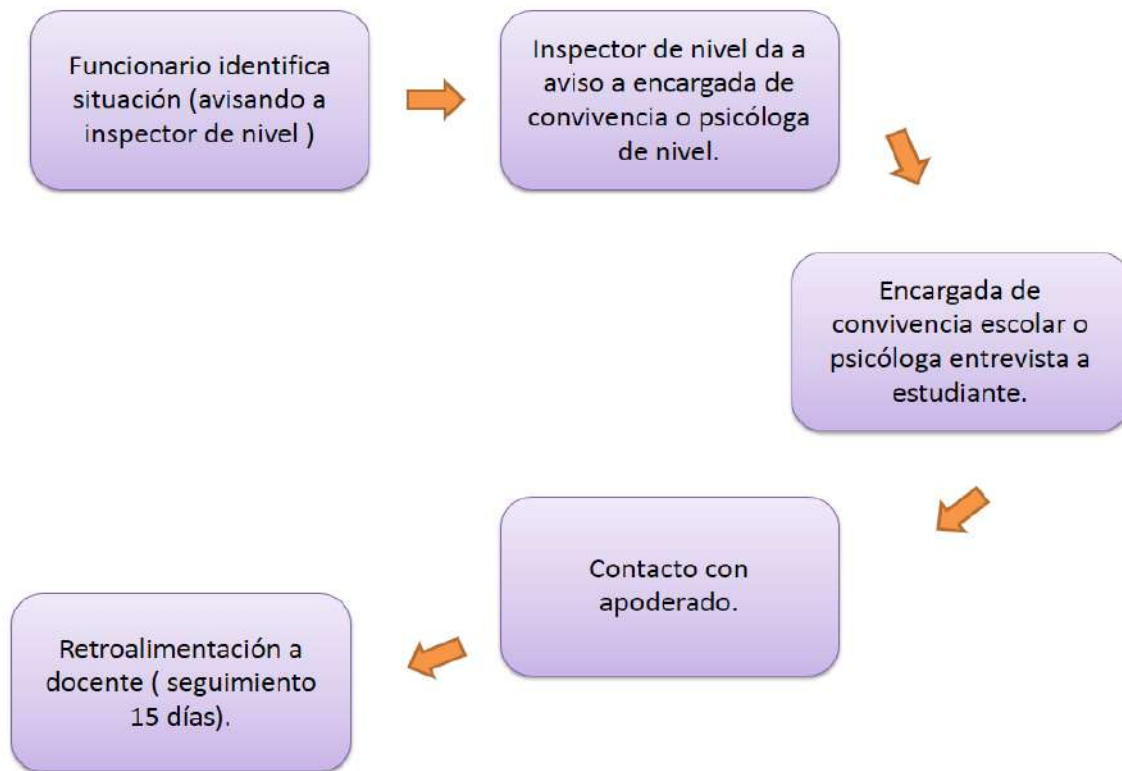 Funcionario identifica
situación (avisando a
inspector de nivel )
Inspector de nivel da a
aviso a encargada de
convivencia o psicóloga
de nivel.
Encargada de
convivencia escolar o
psicóloga entrevista a
estudiante.
Contacto con
apoderado.
Retroalimentación a
docente ( seguimiento
15 días).